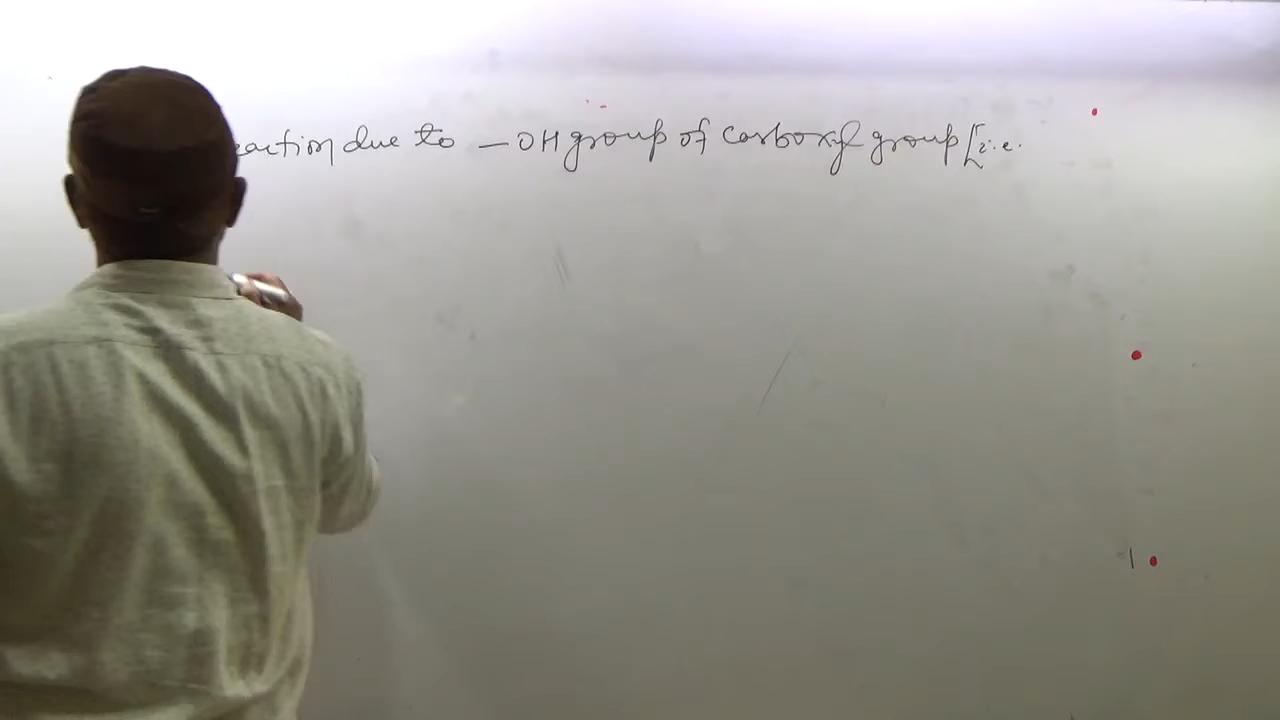 eaction due to — OH group of carboxyl group [i.e.